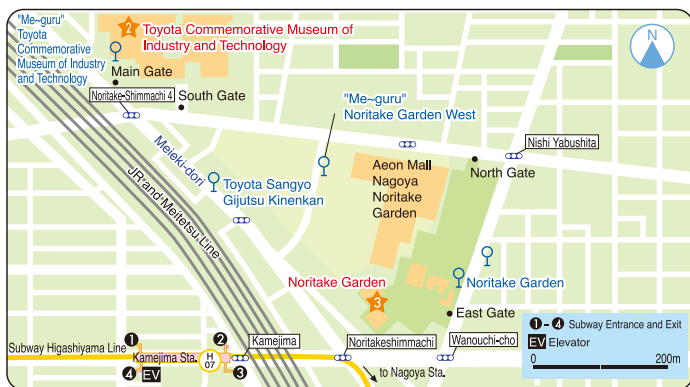 "Me~guru"
Toyota
Commemorative
Museum of Industry
and Technology
2
Toyota Commemorative Museum of
Industry and Technology
N
Main Gate
Noritake-Shimmachi 4
South Gate
"Me~guru"
Noritake Garden West
Nishi Yabushita
Meieki-dori
JR and Meitetsu Line
Toyota Sangyo
Gijutsu Kinenkan
Aeon Mall
Nagoya
Noritake
Garden
North Gate
Noritake Garden
3
Noritake Garden
East Gate
Subway Higashiyama Line
1
2
Kamejima Sta.
H
07
4
EV
3
Kamejima
Noritakeshimmachi
Wanouchi-cho
to Nagoya Sta.
1 - 4 Subway Entrance and Exit
EV Elevator
0 200m